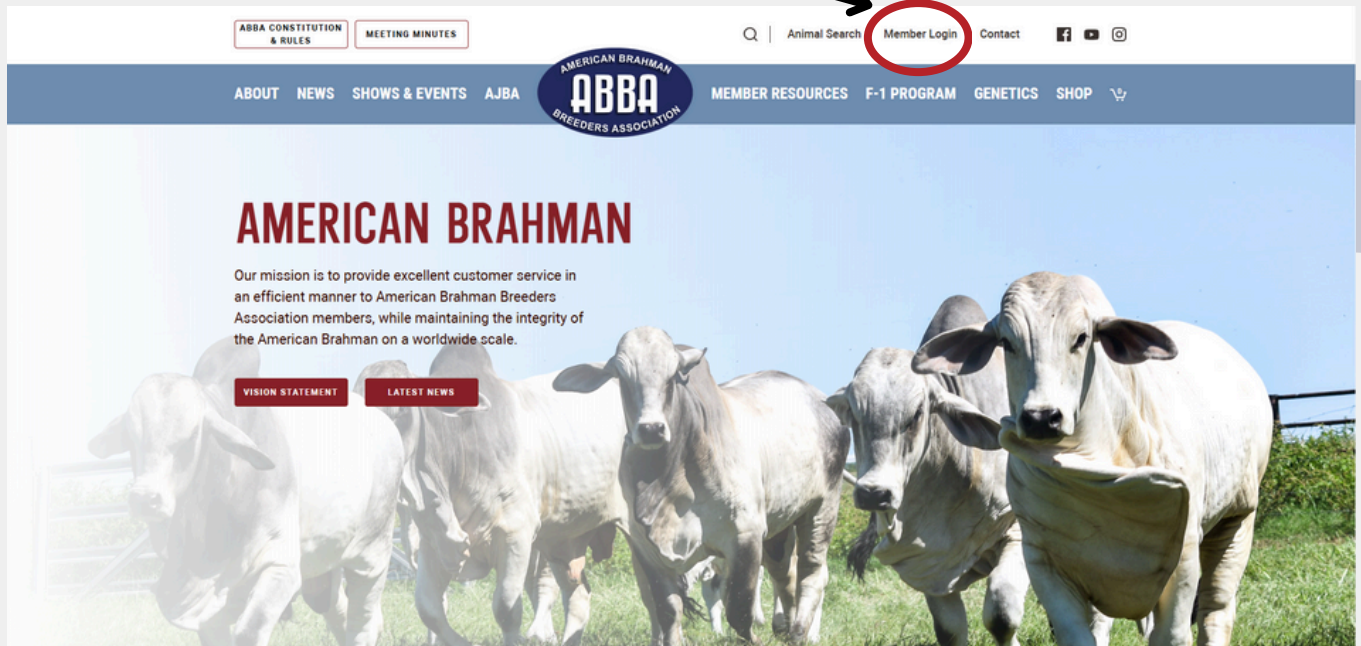 ABBA CONSTITUTION
& RULES
MEETING MINUTES
Animal Search
Member Login
Contact
ABOUT
NEWS
SHOWS & EVENTS
AJBA
AMERICAN BRAHMAN
ABBA
BREEDERS ASSOCIATION
MEMBER RESOURCES
F-1 PROGRAM
GENETICS
SHOP
AMERICAN BRAHMAN
Our mission is to provide excellent customer service in
an efficient manner to American Brahman Breeders
Association members, while maintaining the integrity of
the American Brahman on a worldwide scale.
VISION STATEMENT
LATEST NEWS